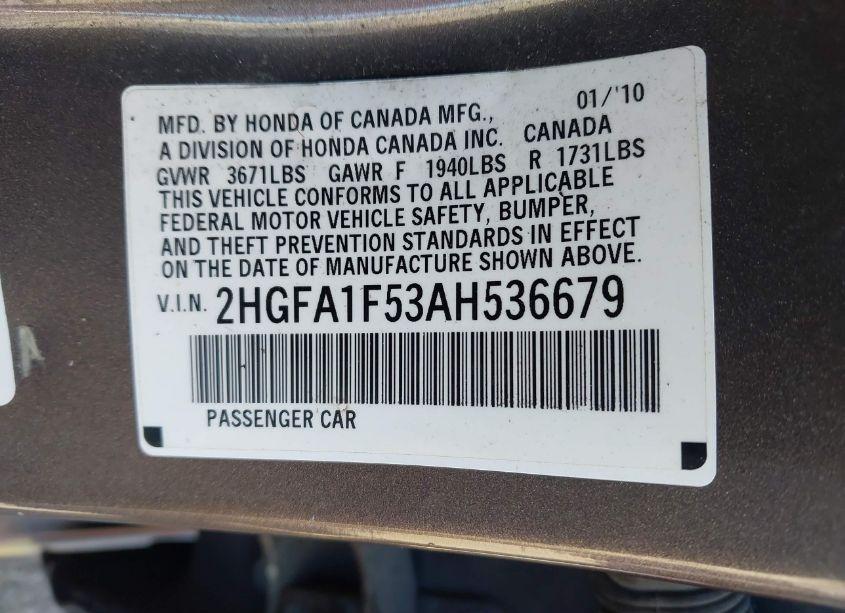 MFD. BY HONDA OF CANADA MFG., 01/'10
A DIVISION OF HONDA CANADA INC. CANADA
GVWR 3671LBS GAWR F 1940LBS R 1731LBS
THIS VEHICLE CONFORMS TO ALL APPLICABLE
FEDERAL MOTOR VEHICLE SAFETY, BUMPER,
AND THEFT PREVENTION STANDARDS IN EFFECT
ON THE DATE OF MANUFACTURE SHOWN ABOVE.
V.I.N. 2HGFA1F53AH536679
PASSENGER CAR